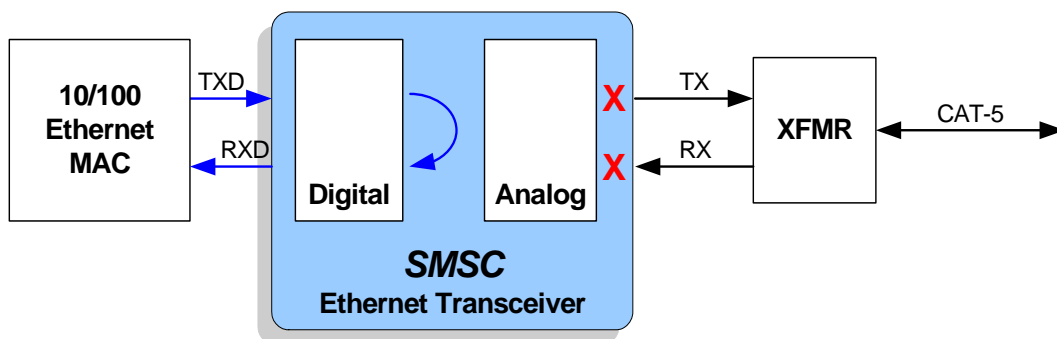 10/100
Ethernet
MAC
TXD
RXD
Digital
Analog
X
X
SMSC
Ethernet Transceiver
TX
RX
XFMR
CAT-5